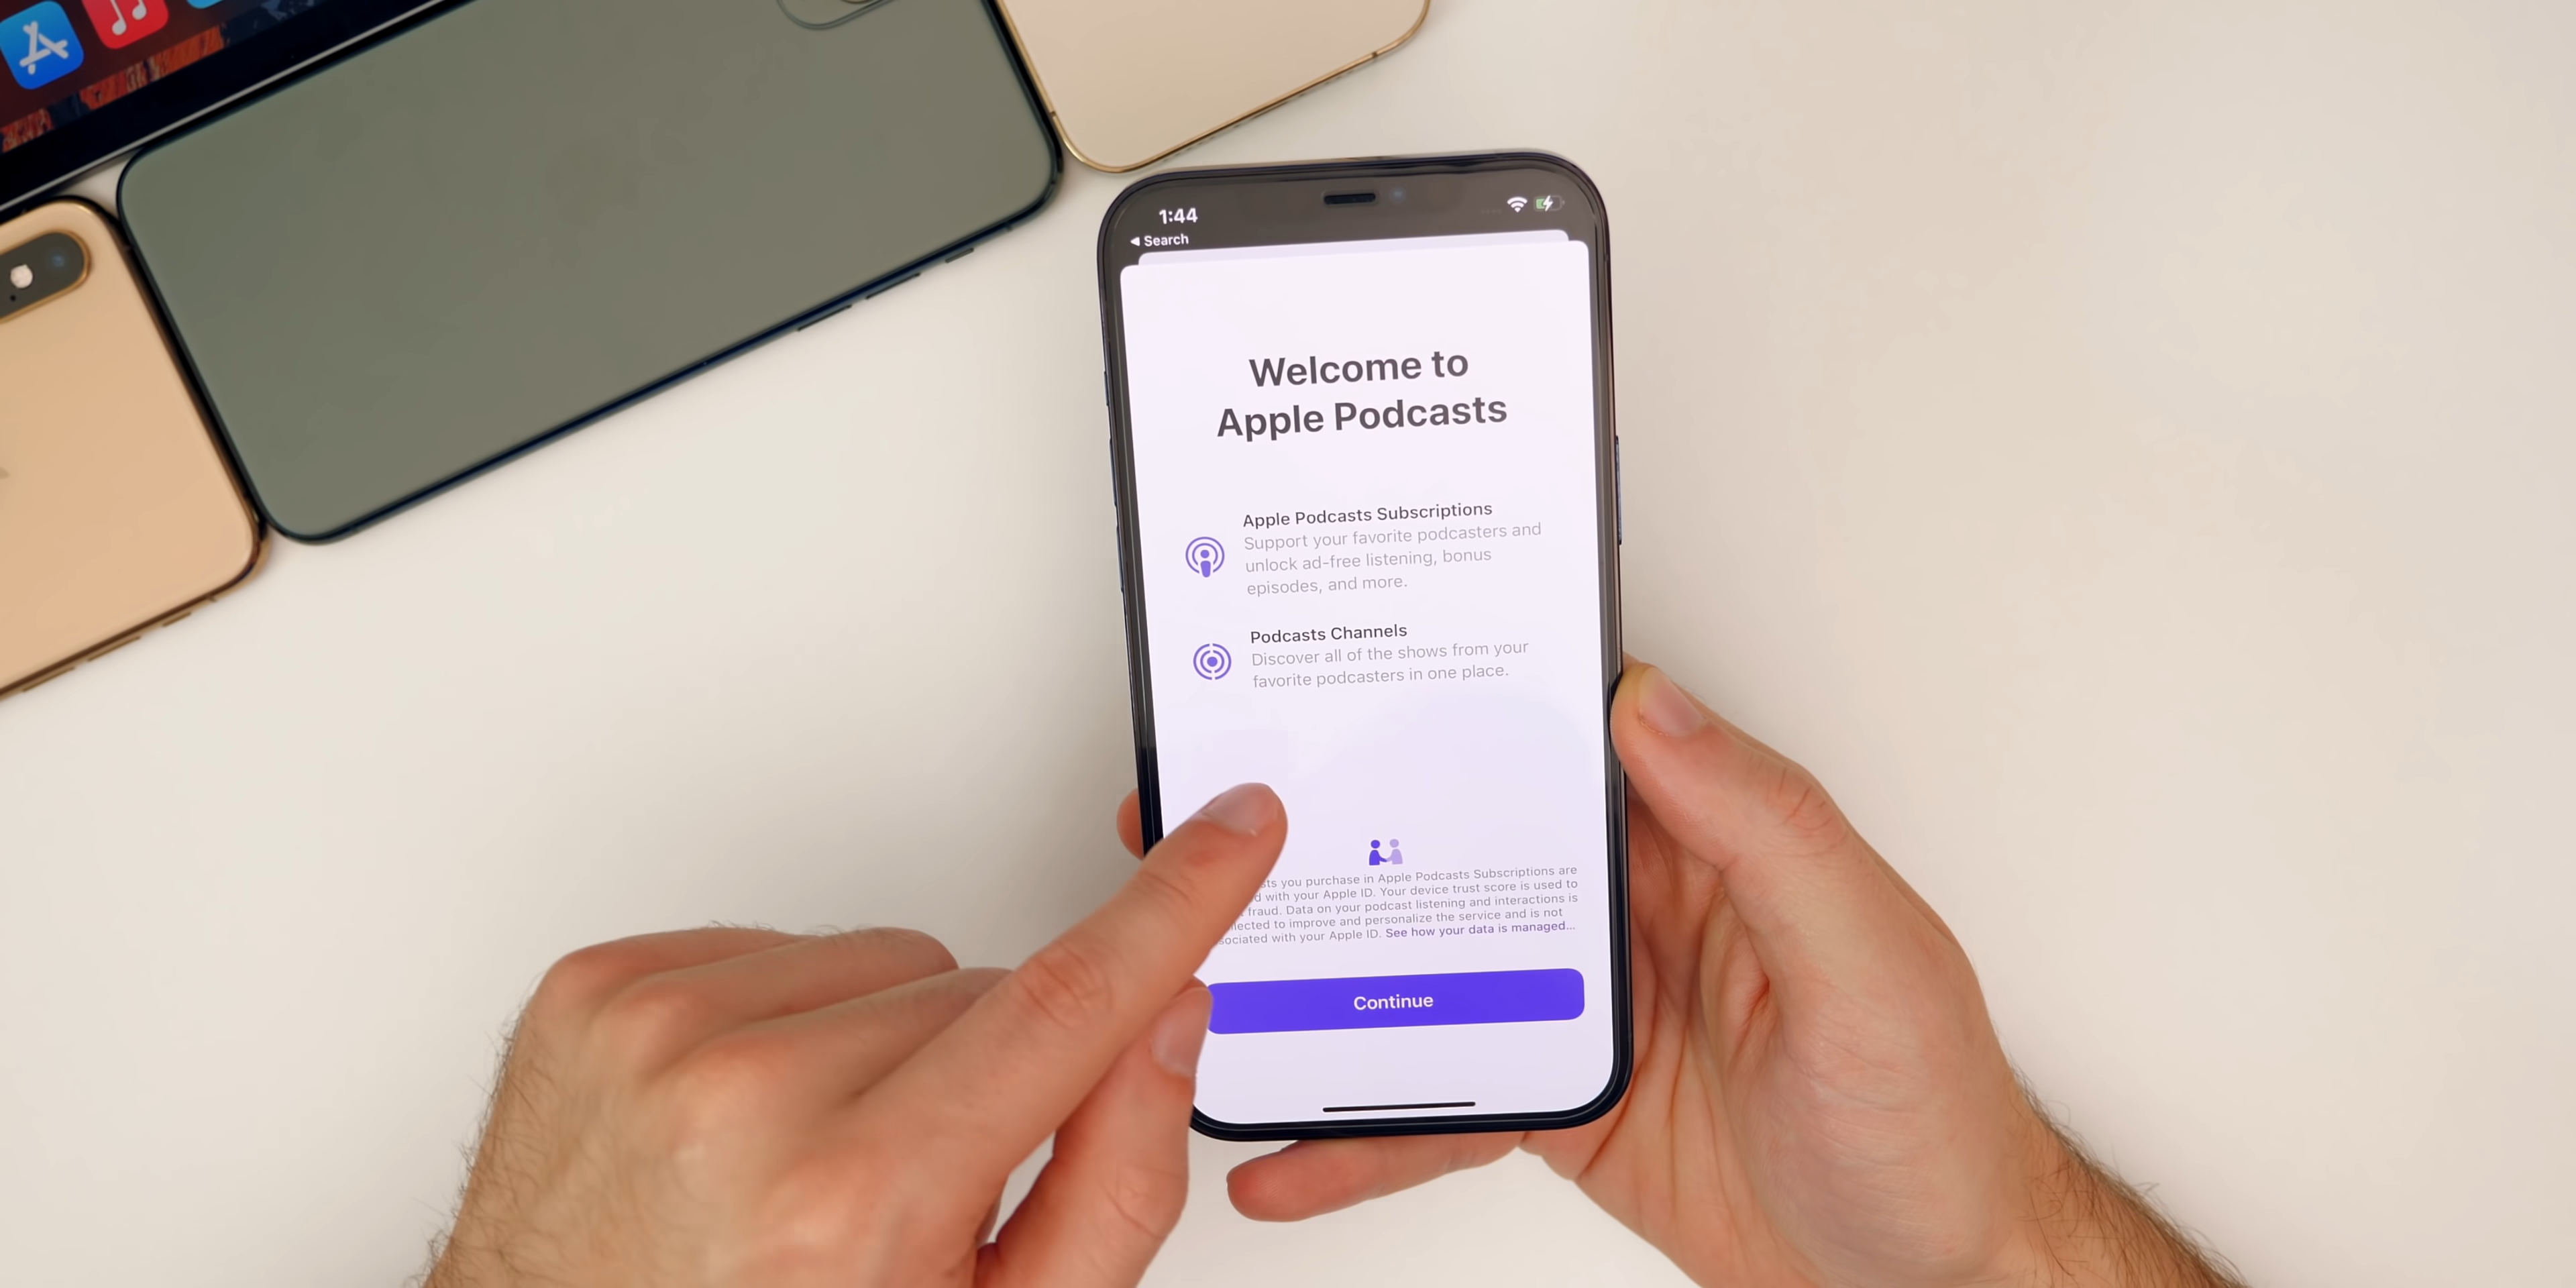 1:44
◀ Search
Welcome to
Apple Podcasts
Apple Podcasts Subscriptions
Support your favorite podcasters and
unlock ad-free listening, bonus
episodes, and more.
Podcasts Channels
Discover all of the shows from your
favorite podcasters in one place.
you purchase in Apple Podcasts Subscriptions are
with your Apple ID. Your device trust score is used to
fraud. Data on your podcast listening and interactions is
to improve and personalize the service and is not
with your Apple ID. See how your data is managed...
Continue